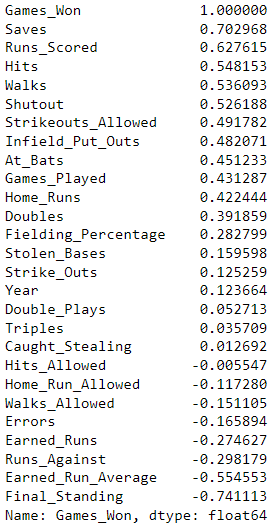 Games_Won 1.000000
Saves 0.702968
Runs_Scored 0.627615
Hits 0.548153
Walks 0.536093
Shutout 0.526188
Strikeouts_Allowed 0.491782
Infield_Put_Outs 0.482071
At_Bats 0.451233
Games_Played 0.431287
Home_Runs 0.422444
Doubles 0.391859
Fielding_Percentage 0.282799
Stolen_Bases 0.159598
Strike_Outs 0.125259
Year 0.123664
Double_Plays 0.052713
Triples 0.035709
Caught_Stealing 0.012692
Hits_Allowed -0.005547
Home_Run_Allowed -0.117280
Walks_Allowed -0.151105
Errors -0.165894
Earned_Runs -0.274627
Runs_Against -0.298179
Earned_Run_Average -0.554553
Final_Standing -0.741113
Name: Games_Won, dtype: float64